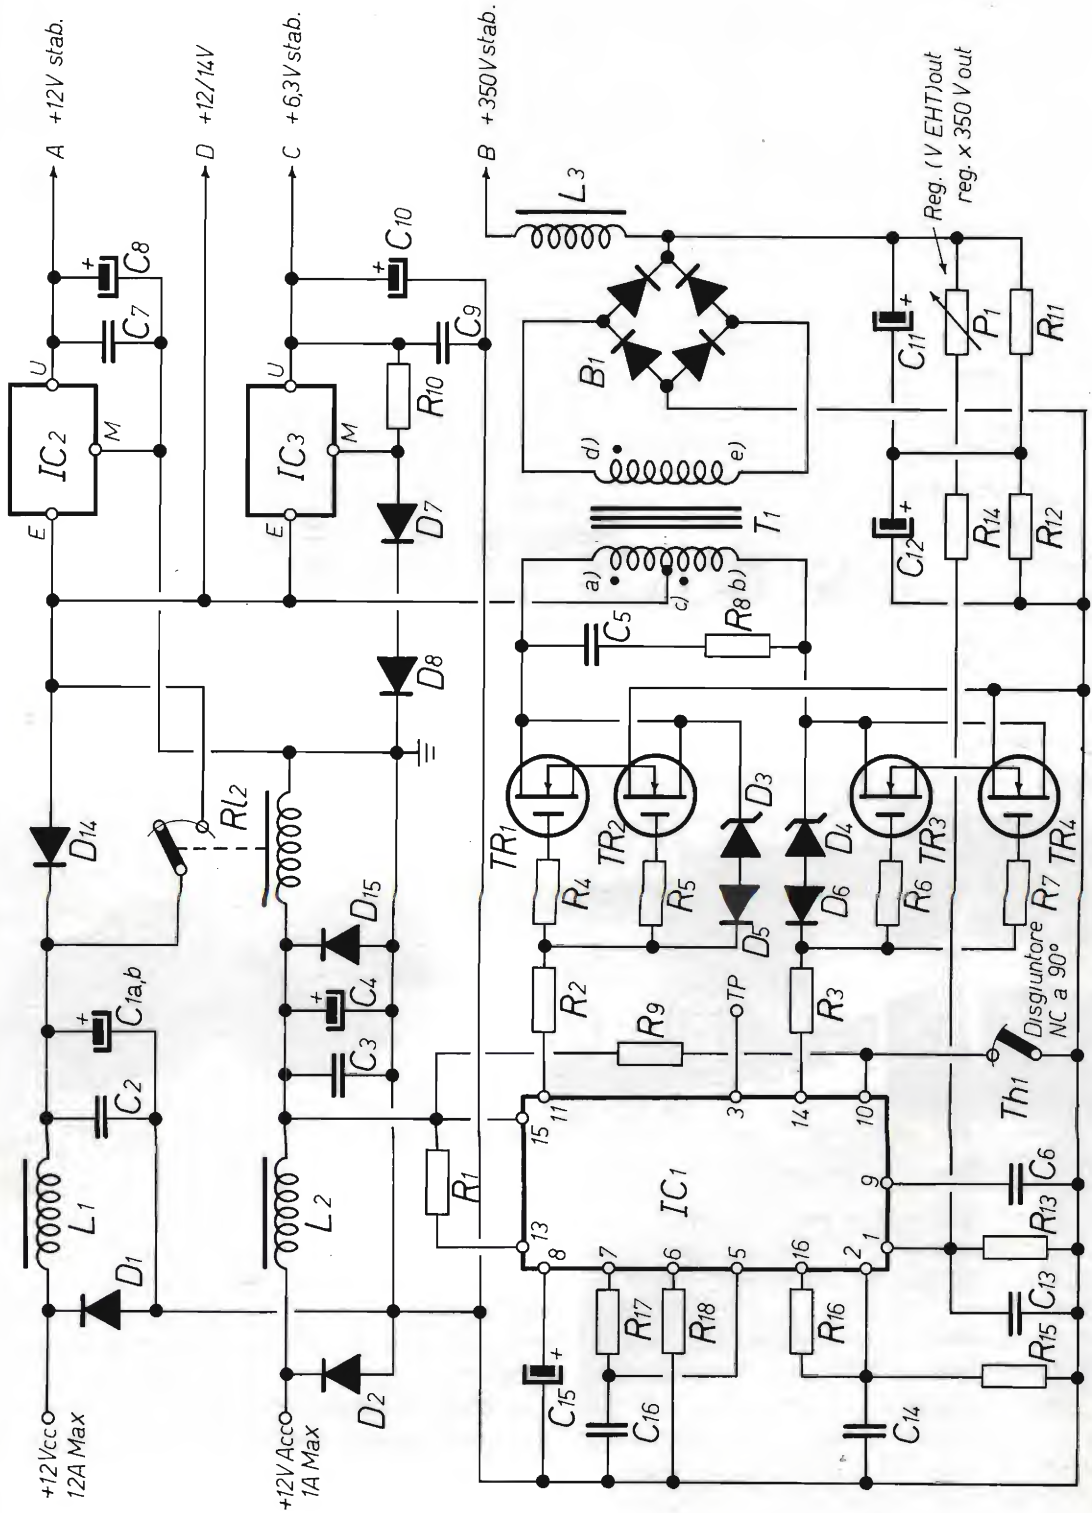 A +12V stab.
D +12/14V
C +6,3V stab.
B +350V stab.
+12Vcc
12A Max
+12V Acc
1A Max
L1
D1
C2
C1a,b
+
D14
Rl2
IC2
E
U
M
C7
C8
+
L2
D2
C3
C4
+
D15
IC3
E
U
M
R10
C9
C10
+
D7
D8
R1
R9
IC1
13
15
11
3
14
10
9
1
2
16
5
6
7
8
TP
R2
R3
R4
R5
R6
R7
TR1
TR2
TR3
TR4
D3
D4
D5
D6
C5
R8
T1
a)
b)
c)
d)
e)
B1
L3
C11
+
C12
+
P1
Reg. (V EHT) out
reg. x 350 V out
R11
R12
R14
Th1
Disgiuntore
NC a 90°
C6
R13
C13
R15
R16
C14
R17
R18
C16
C15
+